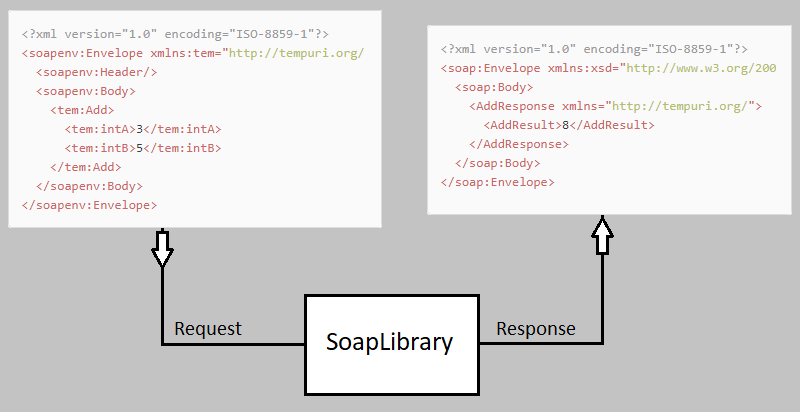 <?xml version="1.0" encoding="ISO-8859-1"?>
<soapenv:Envelope xmlns:tem="http://tempuri.org/
<soapenv:Header/>
<soapenv:Body>
<tem:Add>
<tem:intA>3</tem:intA>
<tem:intB>5</tem:intB>
</tem:Add>
</soapenv:Body>
</soapenv:Envelope>
<?xml version="1.0" encoding="ISO-8859-1"?>
<soap:Envelope xmlns:xsd="http://www.w3.org/200
<soap:Body>
<AddResponse xmlns="http://tempuri.org/">
<AddResult>8</AddResult>
</AddResponse>
</soap:Body>
</soap:Envelope>
Request
SoapLibrary
Response